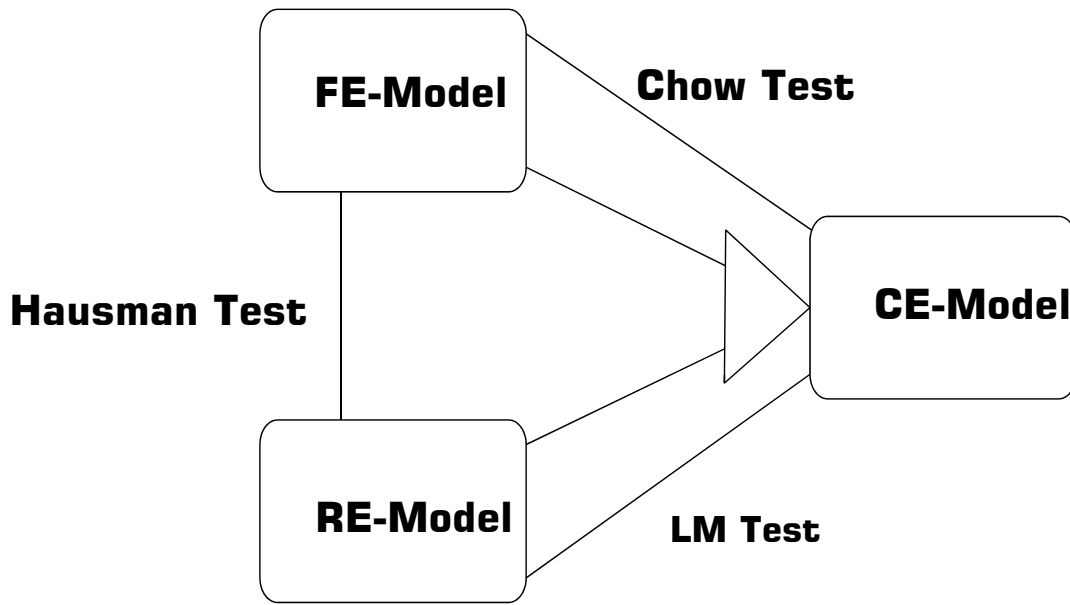 FE-Model
Chow Test
Hausman Test
CE-Model
RE-Model
LM Test